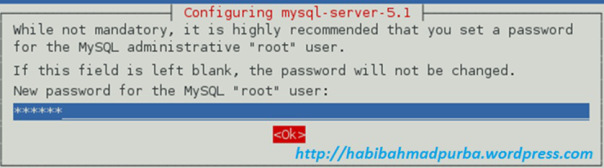 Configuring mysql-server-5.1
While not mandatory, it is highly recommended that you set a password
for the MySQL administrative "root" user.
If this field is left blank, the password will not be changed.
New password for the MySQL "root" user:
******
<Ok>
http://habibahmadpurba.wordpress.com